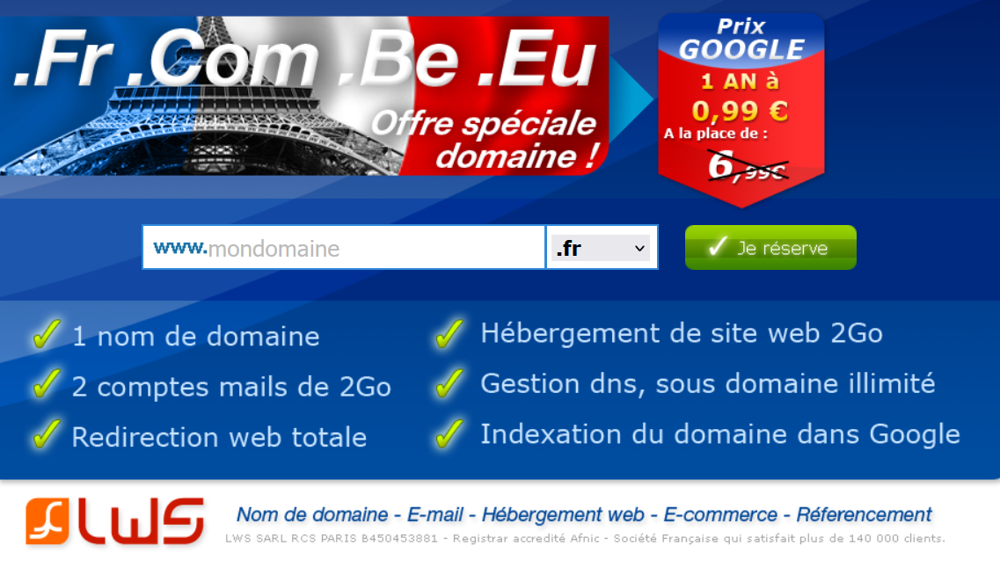 .Fr .Com .Be .Eu
Offre spéciale
domaine !
Prix
GOOGLE
1 AN à
0,99 €
A la place de :
6,99€
www.mondomaine
.fr
Je réserve
1 nom de domaine
2 comptes mails de 2Go
Redirection web totale
Hébergement de site web 2Go
Gestion dns, sous domaine illimité
Indexation du domaine dans Google
LWS
Nom de domaine - E-mail - Hébergement web - E-commerce - Réferencement
LWS SARL RCS PARIS B450453881 - Registrar accredité Afnic - Société Française qui satisfait plus de 140 000 clients.